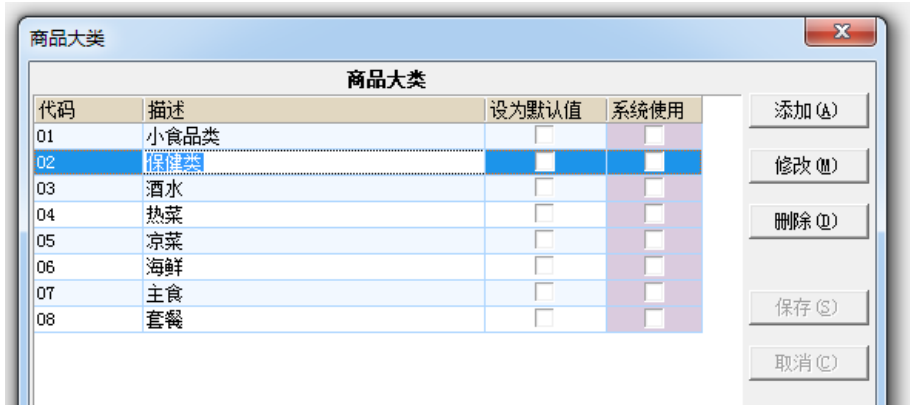 商品大类
商品大类
代码 描述 设为默认值 系统使用
01 小食品类
02 保健类
03 酒水
04 热菜
05 凉菜
06 海鲜
07 主食
08 套餐
添加(A)
修改(M)
删除(D)
保存(S)
取消(C)